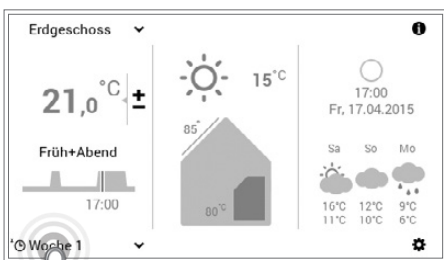 Erdgeschoss
21,0 °C ±
Früh+Abend
17:00
Woche 1
15°C
85°
00°C
17:00
Fr, 17.04.2015
Sa So Mo
16°C 12°C 9°C
11°C 10°C 6°C